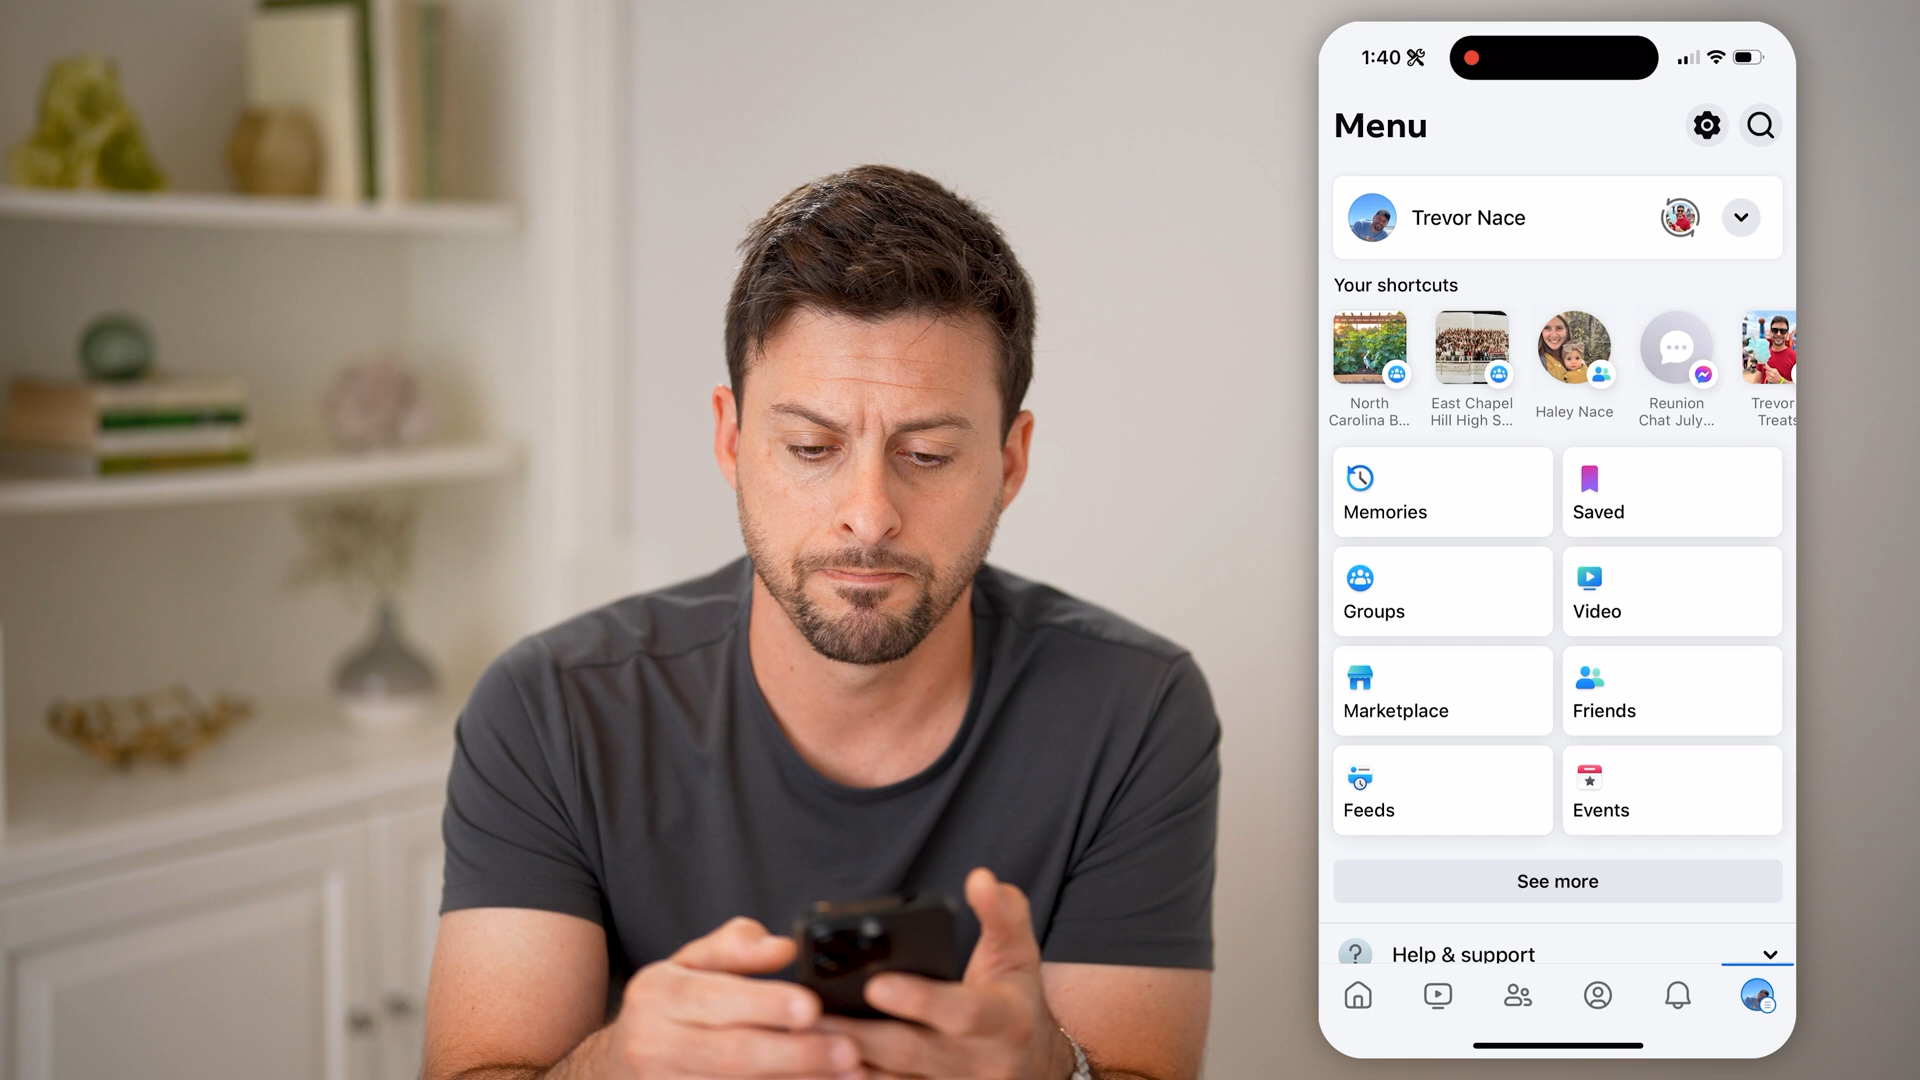 1:40
Menu
Trevor Nace
Your shortcuts
North
Carolina B...
East Chapel
Hill High S...
Haley Nace
Reunion
Chat July...
Trevor
Treats
Memories
Saved
Groups
Video
Marketplace
Friends
Feeds
Events
See more
? Help & support